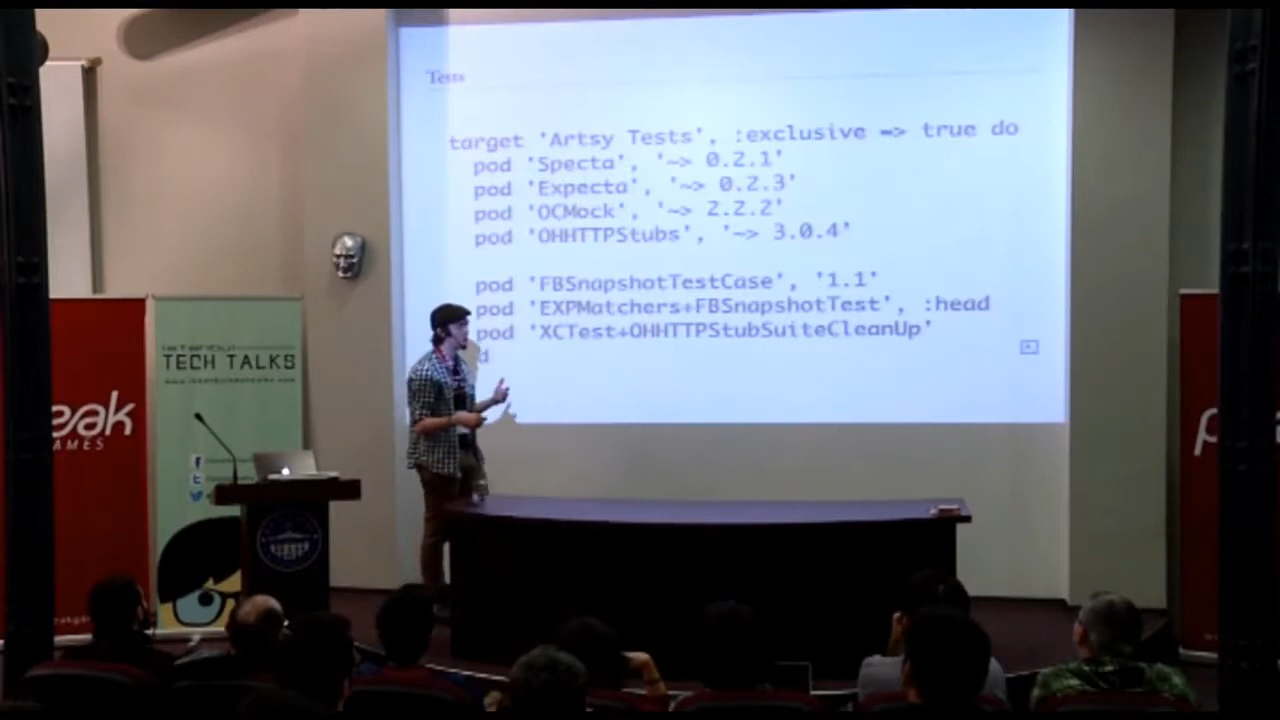 Tests
target 'Artsy Tests', :exclusive => true do
pod 'Specta', '~> 0.2.1'
pod 'Expecta', '~> 0.2.3'
pod 'OCMock', '~> 2.2.2'
pod 'OHHTTPStubs', '~> 3.0.4'
pod 'FBSnapshotTestCase', '1.1'
pod 'EXPMatchers+FBSnapshotTest', :head
pod 'XCTest+OHHTTPStubSuiteCleanUp'
d
istanbul
TECH TALKS
eak
AMES
p